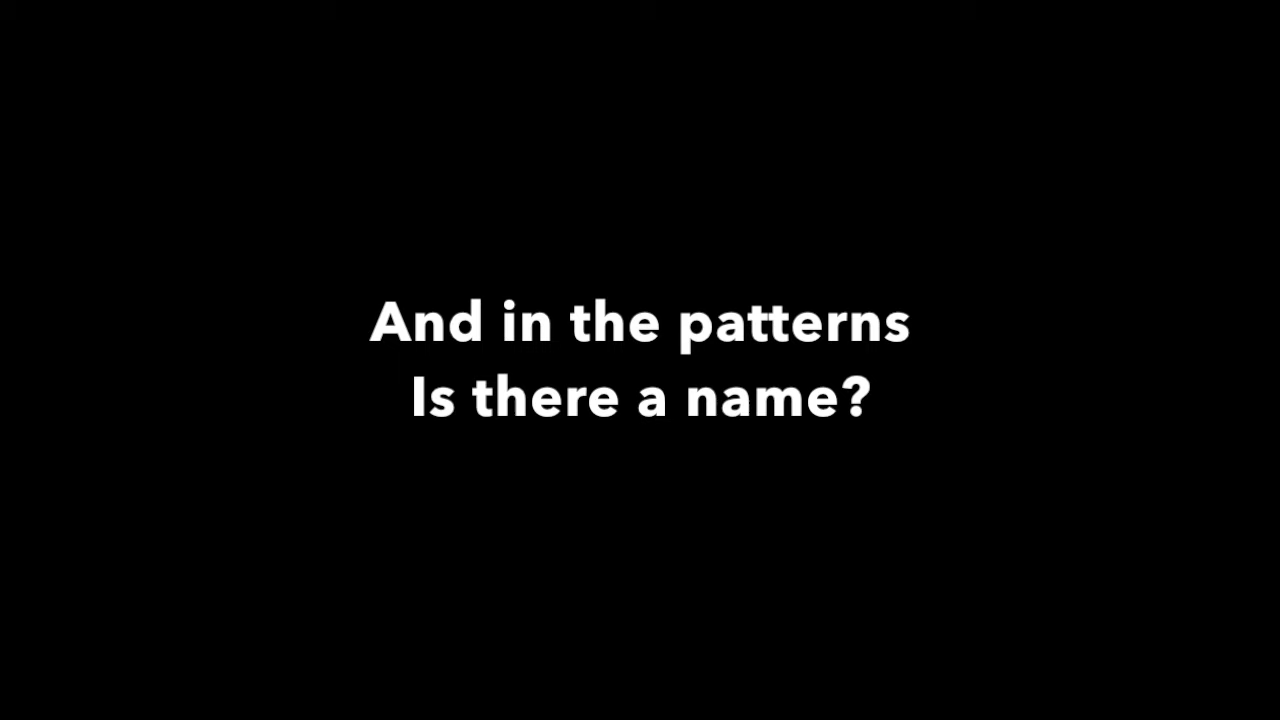 And in the patterns
Is there a name?